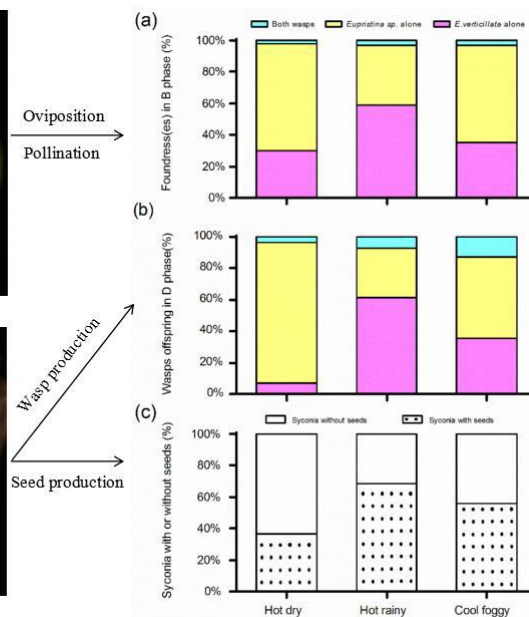 (a)
Both wasps Eupristina sp. alone E.verticillata alone
Foundress(es) in B phase (%)
100%
80%
60%
40%
20%
0%
Oviposition
Pollination
(b)
Wasps offspring in D phase(%)
100%
80%
60%
40%
20%
0%
Wasp production
Seed production
(c)
Syconia without seeds Syconia with seeds
Syconia with or without seeds (%)
100%
80%
60%
40%
20%
0%
Hot dry Hot rainy Cool foggy